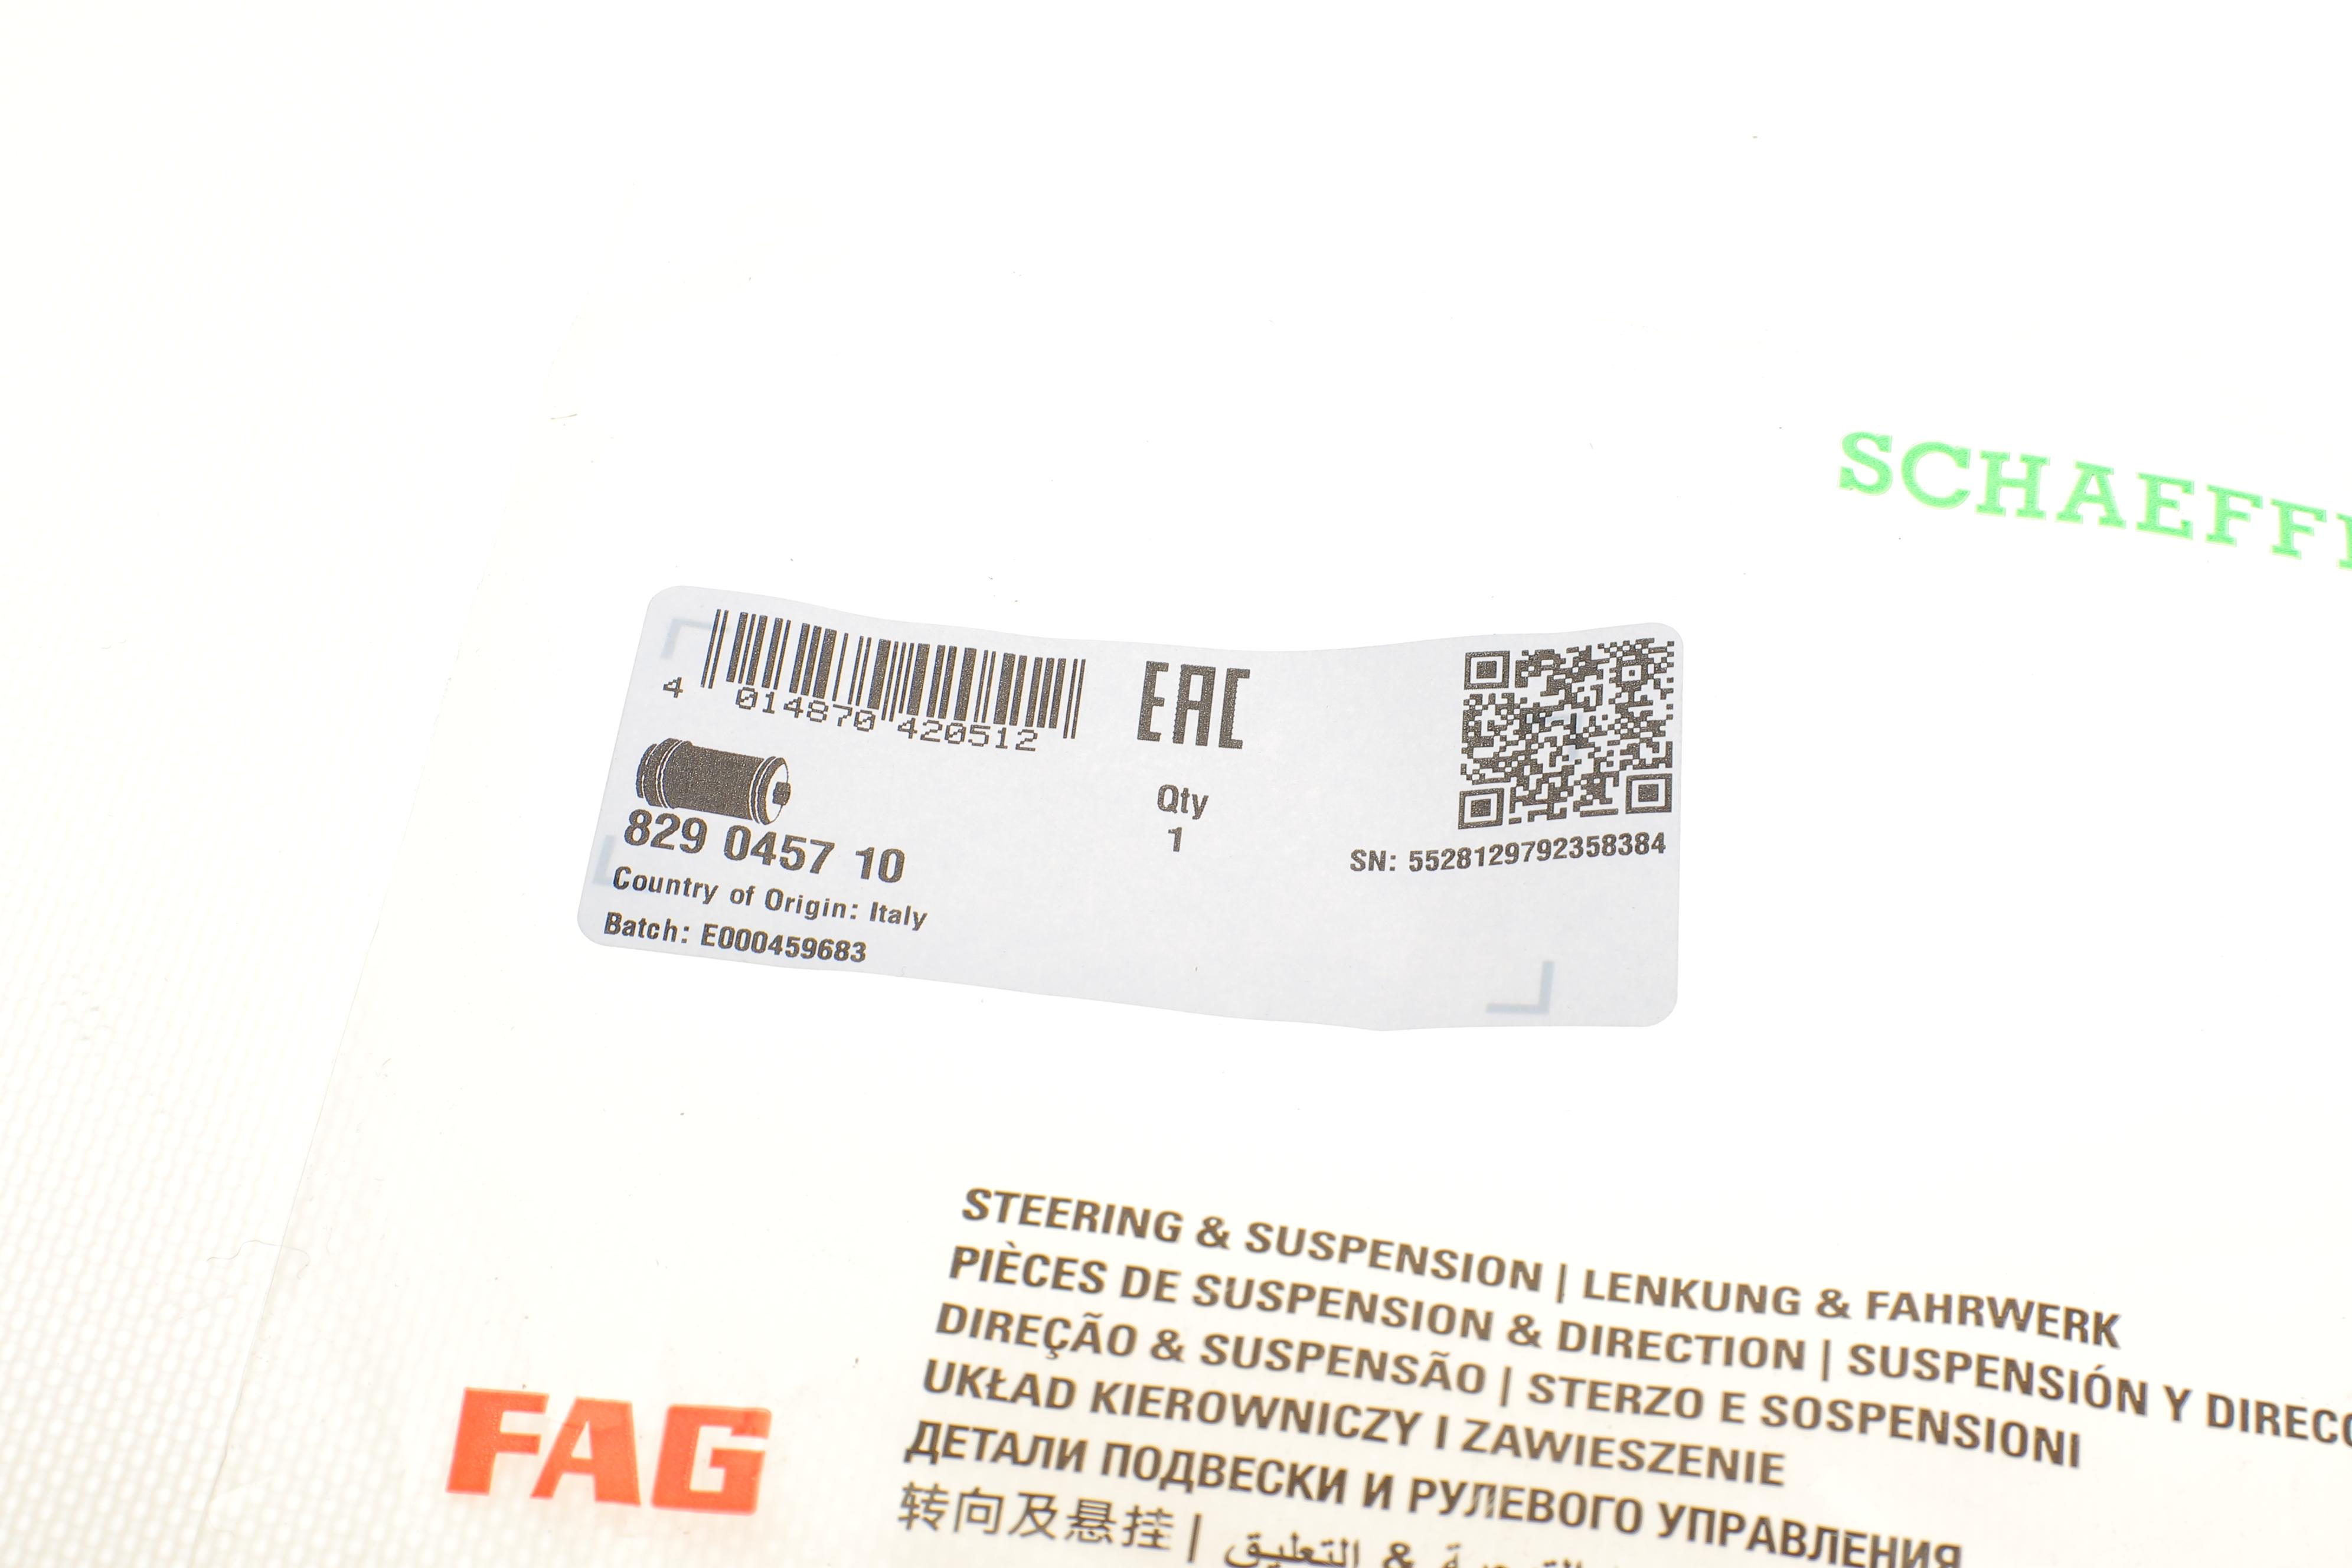 SCHAEFF
4 014870 420512
EAC
829 0457 10
Country of Origin: Italy
Batch: E000459683
Qty
1
SN: 5528129792358384
STEERING & SUSPENSION | LENKUNG & FAHRWERK
PIÈCES DE SUSPENSION & DIRECTION | SUSPENSIÓN Y DIRECC
DIREÇÃO & SUSPENSÃO | STERZO E SOSPENSIONI
UKŁAD KIEROWNICZY I ZAWIESZENIE
ДЕТАЛИ ПОДВЕСКИ И РУЛЕВОГО УПРАВЛЕНИЯ
转向及悬挂 | & التعليق
FAG